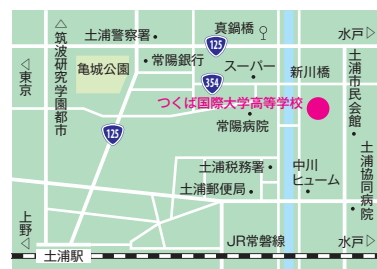 △筑波研究学園都市
土浦警察署
真鍋橋
水戸▷
125
常陽銀行
スーパー
新川橋
亀城公園
354
◁東京
つくば国際大学高等学校
土浦市民会館
常陽病院
125
土浦税務署
中川ヒューム
土浦協同病院
土浦郵便局
上野◁
JR常磐線
水戸▷
土浦駅